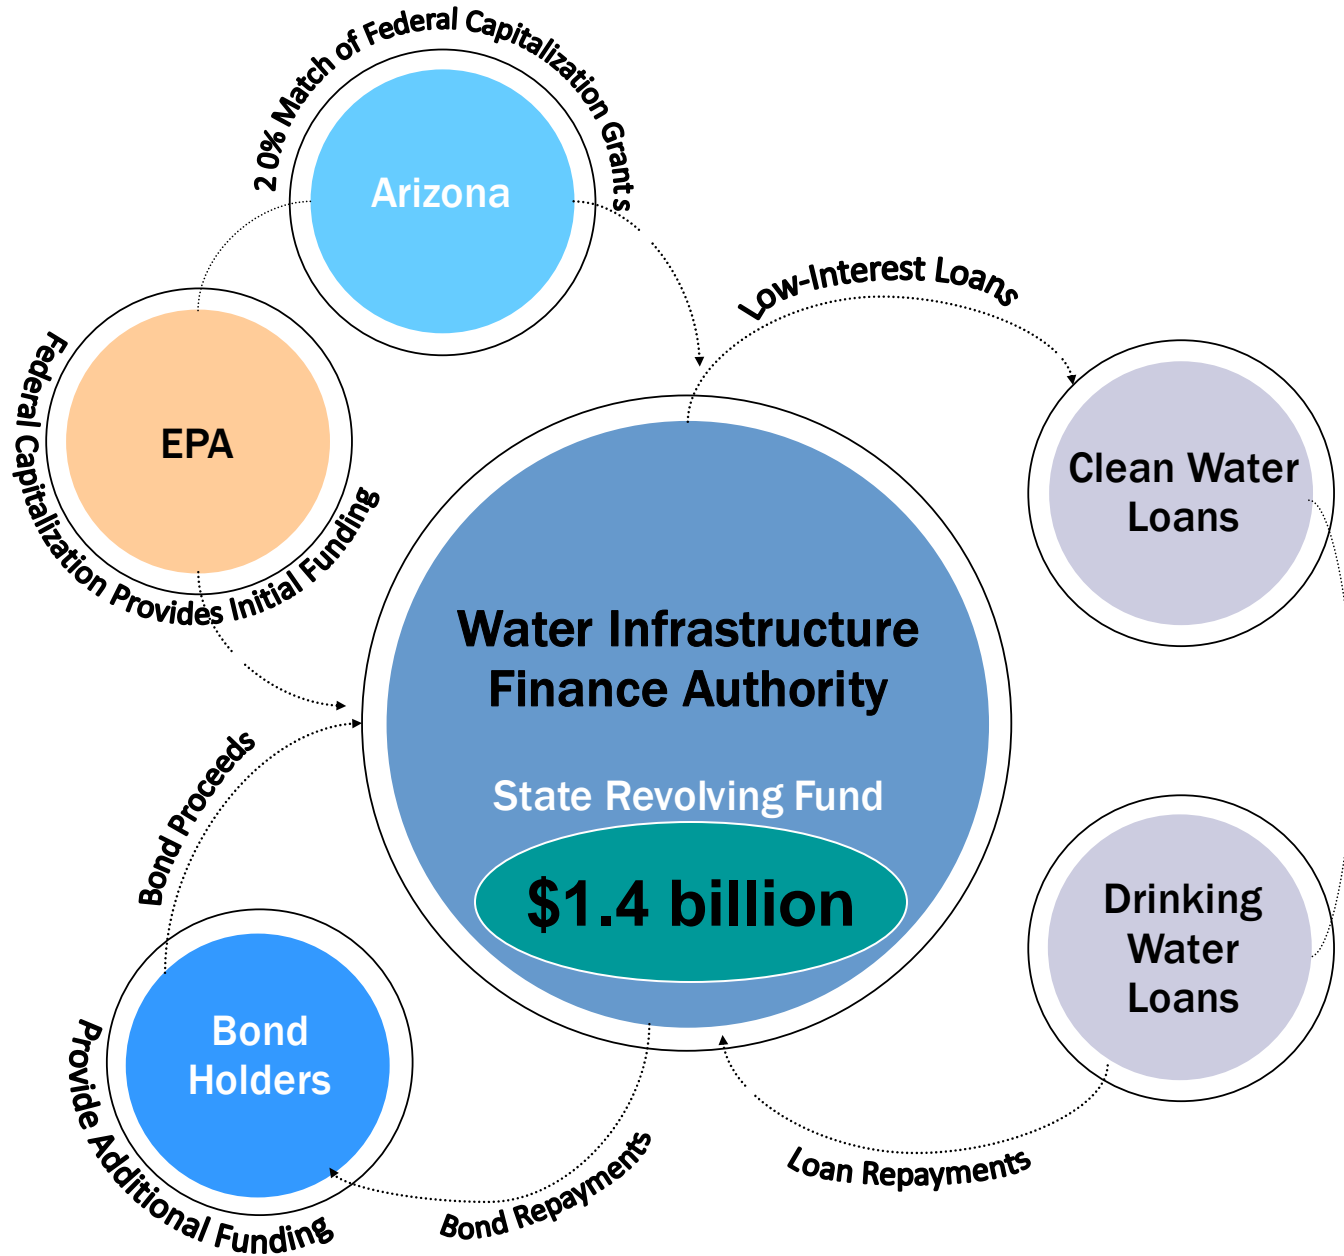 20% Match of Federal Capitalization Grants
Arizona
Low-Interest Loans
Federal Capitalization Provides Initial Funding
EPA
Clean Water
Loans
Water Infrastructure
Finance Authority
State Revolving Fund
$1.4 billion
Bond Proceeds
Drinking
Water
Loans
Bond
Holders
Provide Additional Funding
Bond Repayments
Loan Repayments